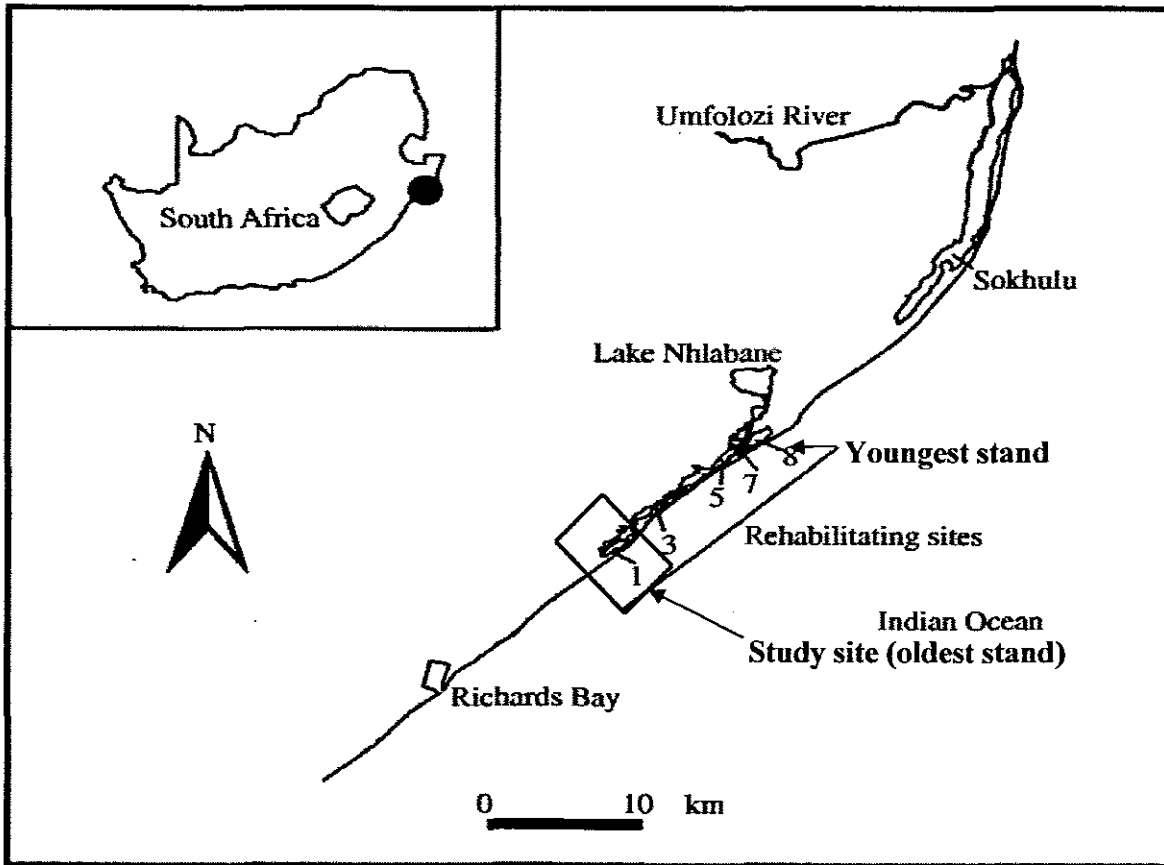 South Africa
Umfolozi River
Sokhulu
Lake Nhlabane
N
8
Youngest stand
7
5
3
Rehabilitating sites
1
Indian Ocean
Study site (oldest stand)
Richards Bay
0 10 km